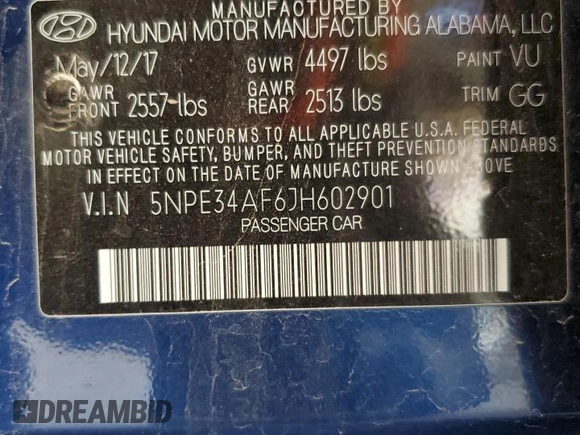 MANUFACTURED BY
HYUNDAI MOTOR MANUFACTURING ALABAMA, LLC
May/12/17 GVWR 4497 lbs PAINT VU
GAWR FRONT 2557 lbs GAWR REAR 2513 lbs TRIM GG
THIS VEHICLE CONFORMS TO ALL APPLICABLE U.S.A. FEDERAL
MOTOR VEHICLE SAFETY, BUMPER, AND THEFT PREVENTION STANDARDS
IN EFFECT ON THE DATE OF MANUFACTURE SHOWN ABOVE.
V.I.N 5NPE34AF6JH602901
PASSENGER CAR
DREAMBID